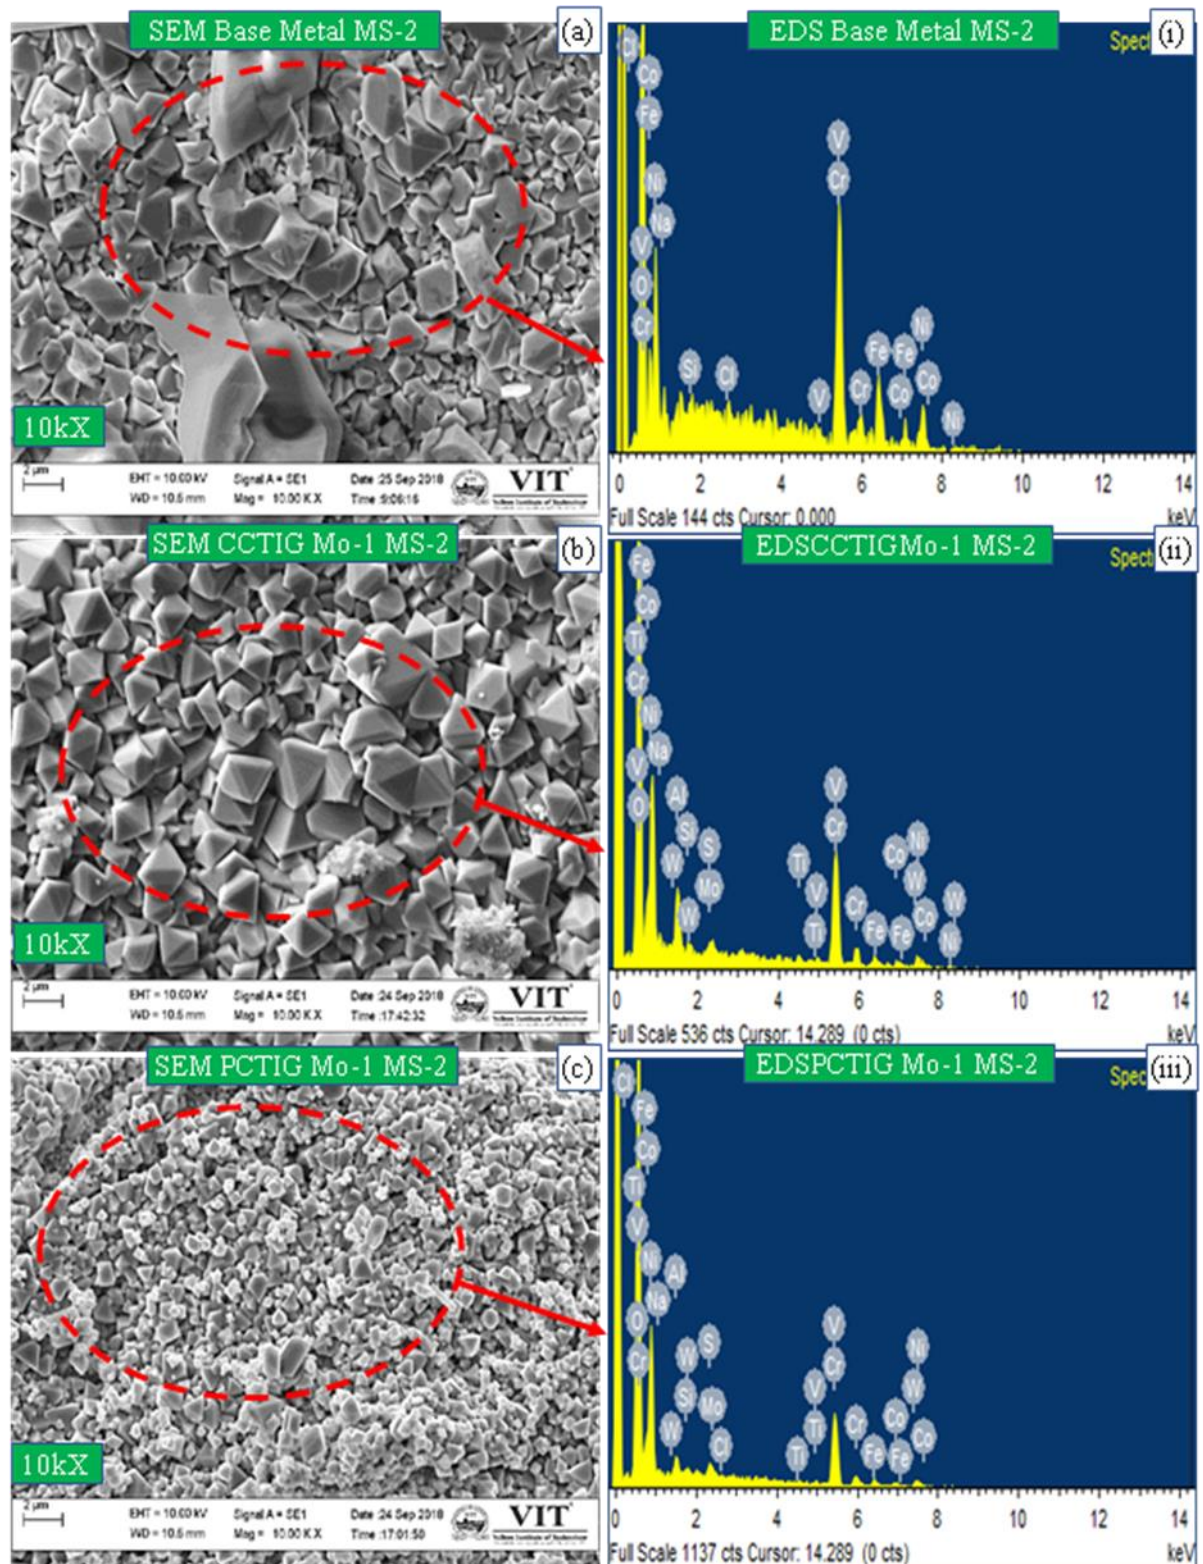 SEM Base Metal MS-2
(a)
10kX
2 µm
EHT = 10.00 kV
Signal A = SE1
Date :25 Sep 2018
VIT
WD = 10.5 mm
Mag = 10.00 K X
Time :9:06:16
EDS Base Metal MS-2
Spect
(i)
Cl
Co
Fe
V
Cr
Ni
Na
V
O
Cr
Si
Cl
V
Cr
Fe
Fe
Co
Ni
Co
Ni
0 2 4 6 8 10 12 14
Full Scale 144 cts Cursor: 0.000
keV
SEM CCTIG Mo-1 MS-2
(b)
10kX
2 µm
EHT = 10.00 kV
Signal A = SE1
Date :24 Sep 2018
VIT
WD = 10.5 mm
Mag = 10.00 K X
Time :17:42:32
EDSCCTIGMo-1 MS-2
Spect
(ii)
Fe
Co
Ti
Cr
Ni
Na
V
O
Al
Si
S
W
Mo
W
V
Cr
Ti
V
Ti
Cr
Fe
Fe
Co
Ni
W
Co
W
Ni
0 2 4 6 8 10 12 14
Full Scale 536 cts Cursor: 14.289 (0 cts)
keV
SEM PCTIG Mo-1 MS-2
(c)
10kX
2 µm
EHT = 10.00 kV
Signal A = SE1
Date :24 Sep 2018
VIT
WD = 10.5 mm
Mag = 10.00 K X
Time :17:01:50
EDSPCTIG Mo-1 MS-2
Spec
(iii)
Cl
Fe
Co
Ti
V
Ni
Al
Na
O
Cr
W
S
Si
Mo
W
Cl
V
Cr
V
Ti
Ti
Cr
Fe
Ni
W
Co
Fe
Co
0 2 4 6 8 10 12 14
Full Scale 1137 cts Cursor: 14.289 (0 cts)
keV